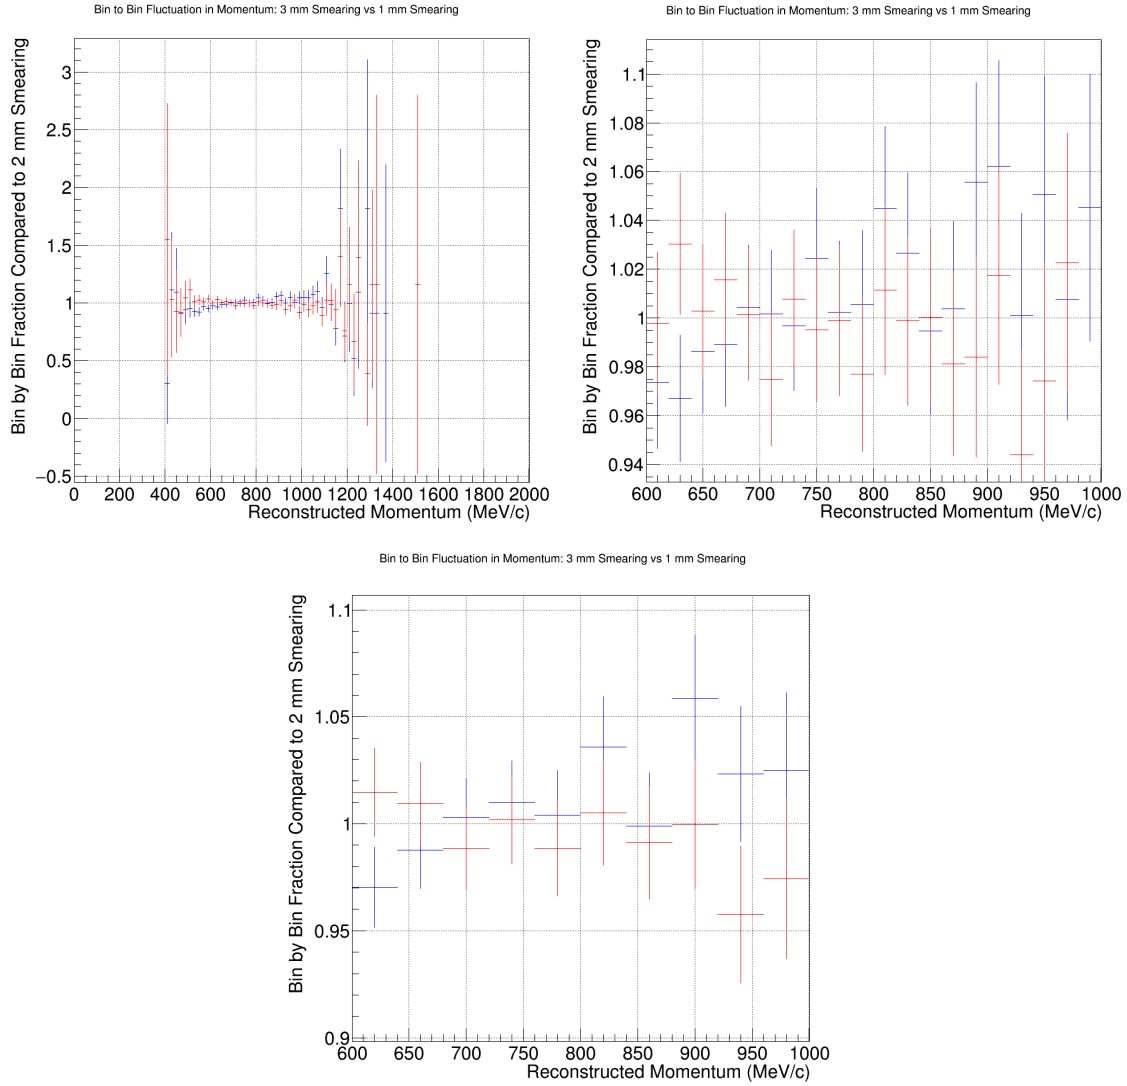 Bin to Bin Fluctuation in Momentum: 3 mm Smearing vs 1 mm Smearing
Bin by Bin Fraction Compared to 2 mm Smearing
3
2.5
2
1.5
1
0.5
0
−0.5
0 200 400 600 800 1000 1200 1400 1600 1800 2000
Reconstructed Momentum (MeV/c)
Bin to Bin Fluctuation in Momentum: 3 mm Smearing vs 1 mm Smearing
Bin by Bin Fraction Compared to 2 mm Smearing
1.1
1.08
1.06
1.04
1.02
1
0.98
0.96
0.94
600 650 700 750 800 850 900 950 1000
Reconstructed Momentum (MeV/c)
Bin to Bin Fluctuation in Momentum: 3 mm Smearing vs 1 mm Smearing
Bin by Bin Fraction Compared to 2 mm Smearing
1.1
1.05
1
0.95
0.9
600 650 700 750 800 850 900 950 1000
Reconstructed Momentum (MeV/c)